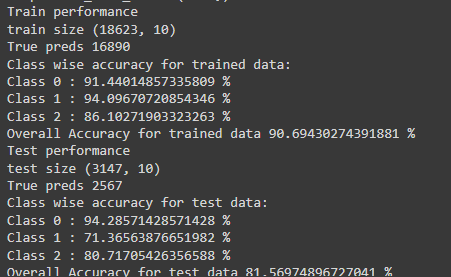 Train performance
train size (18623, 10)
True preds 16890
Class wise accuracy for trained data:
Class 0 : 91.44014857335809 %
Class 1 : 94.09670720854346 %
Class 2 : 86.10271903323263 %
Overall Accuracy for trained data 90.69430274391881 %
Test performance
test size (3147, 10)
True preds 2567
Class wise accuracy for test data:
Class 0 : 94.28571428571428 %
Class 1 : 71.36563876651982 %
Class 2 : 80.71705426356588 %
Overall Accuracy for test data 81.56974896727041 %